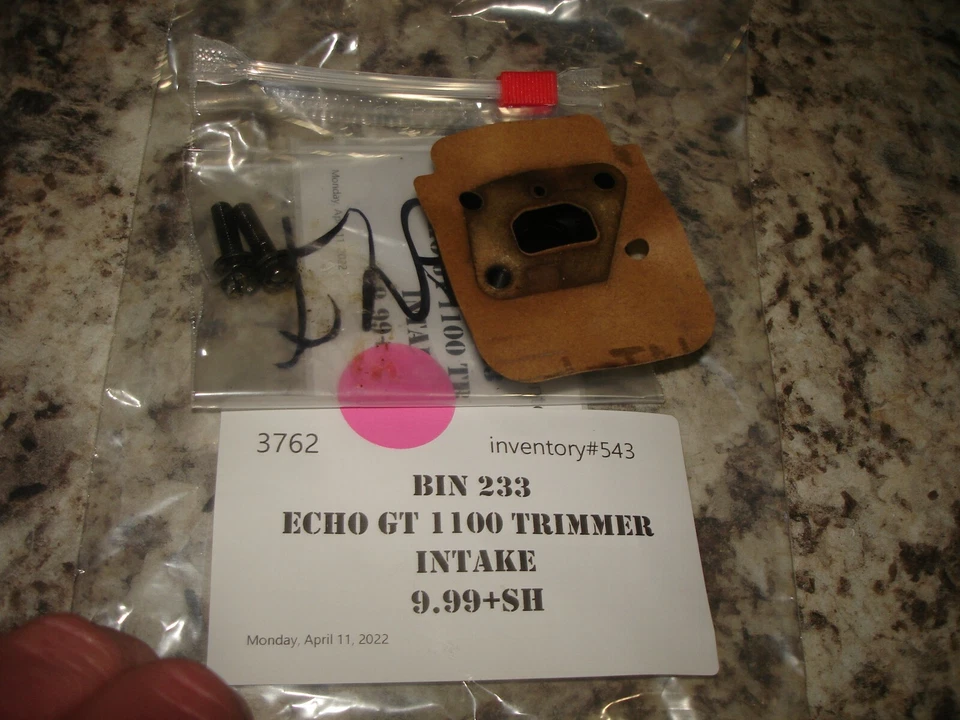 3762
inventory#543
BIN 233
ECHO GT 1100 TRIMMER
INTAKE
9.99+SH
Monday, April 11, 2022